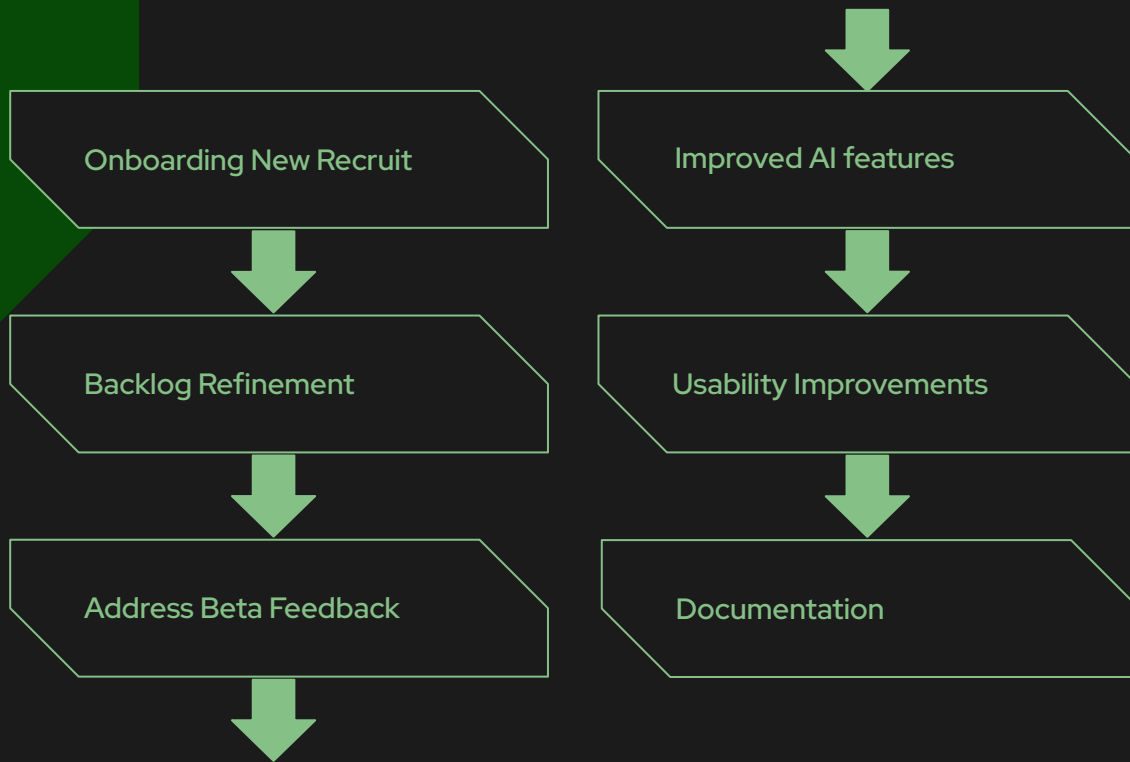 Onboarding New Recruit
Backlog Refinement
Address Beta Feedback
Improved AI features
Usability Improvements
Documentation